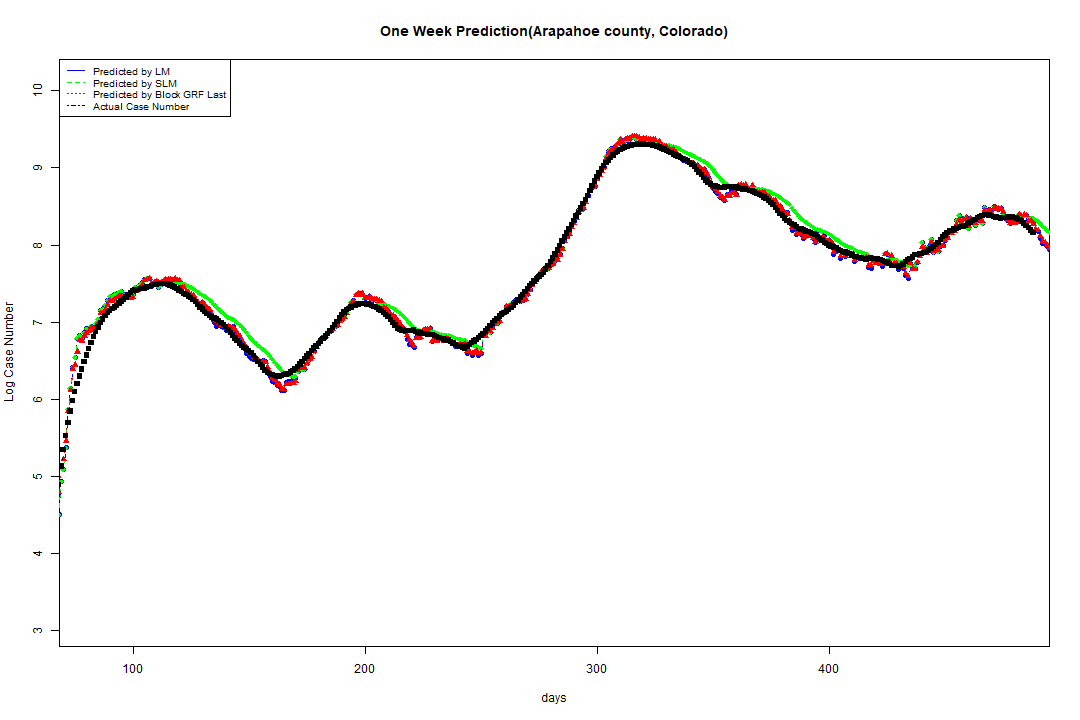 One Week Prediction(Arapahoe county, Colorado)
Predicted by LM
Predicted by SLM
Predicted by Block GRF Last
Actual Case Number
10
9
8
7
6
5
4
3
Log Case Number
100 200 300 400
days